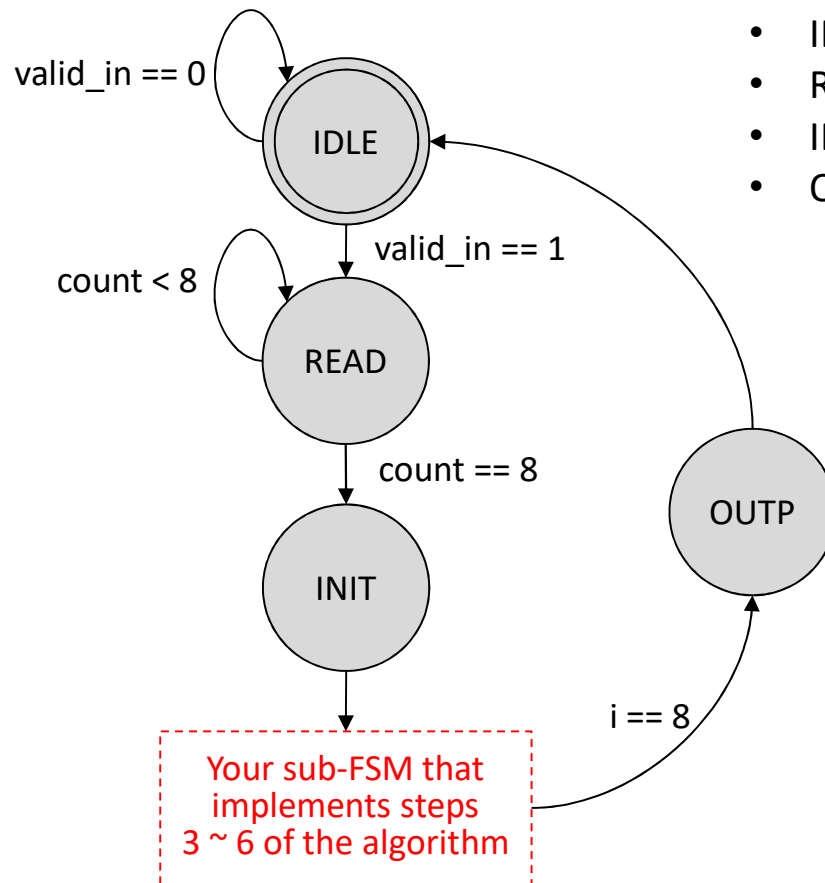 valid_in == 0
IDLE
valid_in == 1
count < 8
READ
count == 8
INIT
OUTP
i == 8
Your sub-FSM that
implements steps
3 ~ 6 of the algorithm